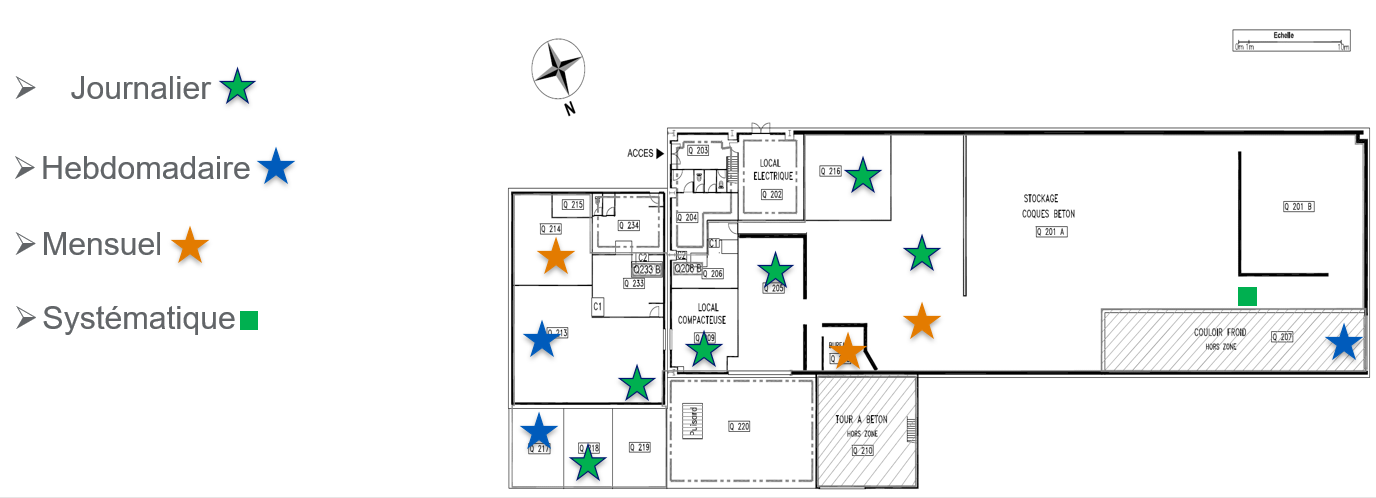 Journalier
Hebdomadaire
Mensuel
Systématique
N
Echelle
0m 1m 10m
ACCES
Q 203
LOCAL
ELECTRIQUE
Q 202
Q 216
STOCKAGE
COQUES BETON
Q 201 A
Q 201 B
Q 215
Q 214
Q 234
Q 204
C1
C2
Q233 B
Q 233
C1
C2
Q206 B
Q 206
Q 205
LOCAL
COMPACTEUSE
Q 213
COULOIR FROID
HORS ZONE
Q 207
Q 217
Q 218
Q 219
Pulsord
Q 220
TOUR A BETON
HORS ZONE
Q 210